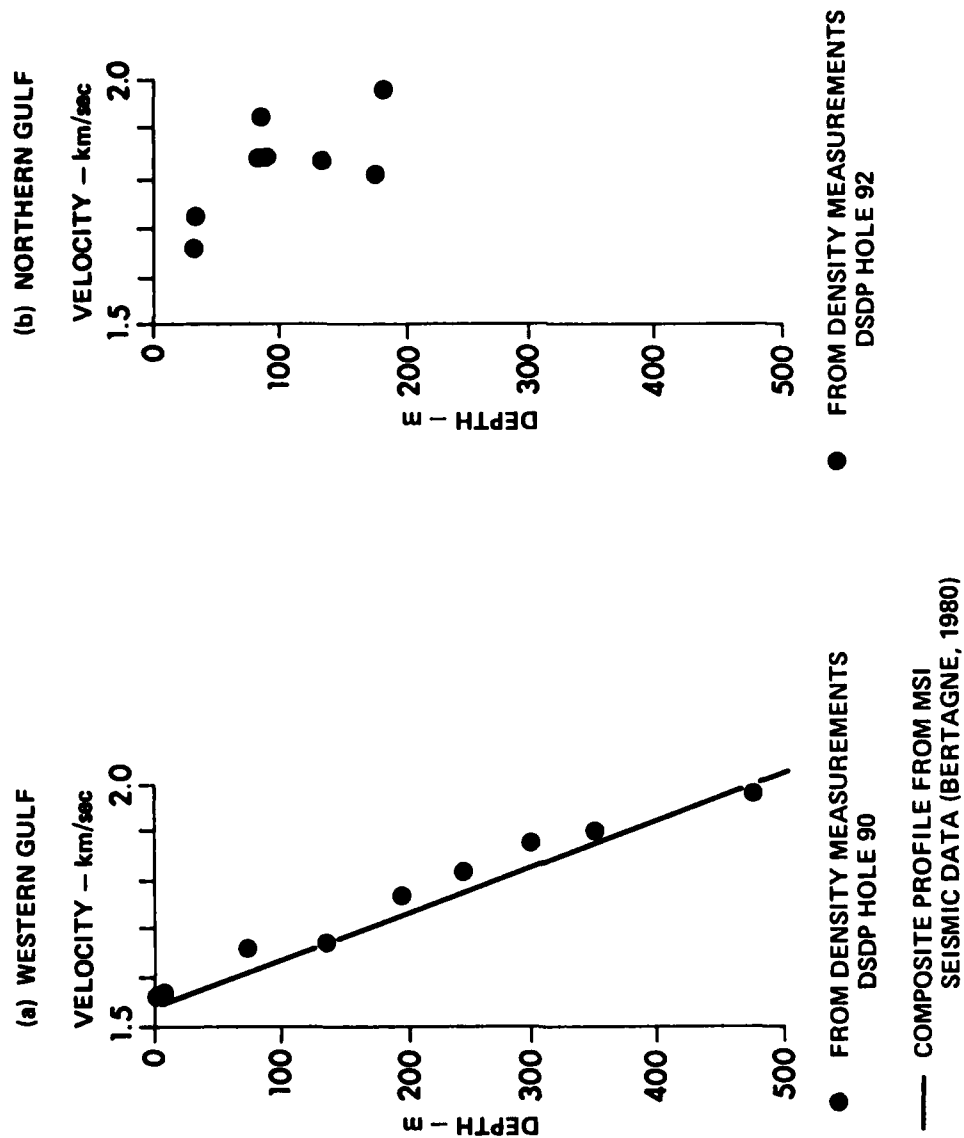 (a) WESTERN GULF
VELOCITY – km/sec
1.5 2.0
0
100
200
300
400
500
DEPTH – m
● FROM DENSITY MEASUREMENTS
DSDP HOLE 90
— COMPOSITE PROFILE FROM MSI
SEISMIC DATA (BERTAGNE, 1980)
(b) NORTHERN GULF
VELOCITY – km/sec
1.5 2.0
0
100
200
300
400
500
DEPTH – m
● FROM DENSITY MEASUREMENTS
DSDP HOLE 92